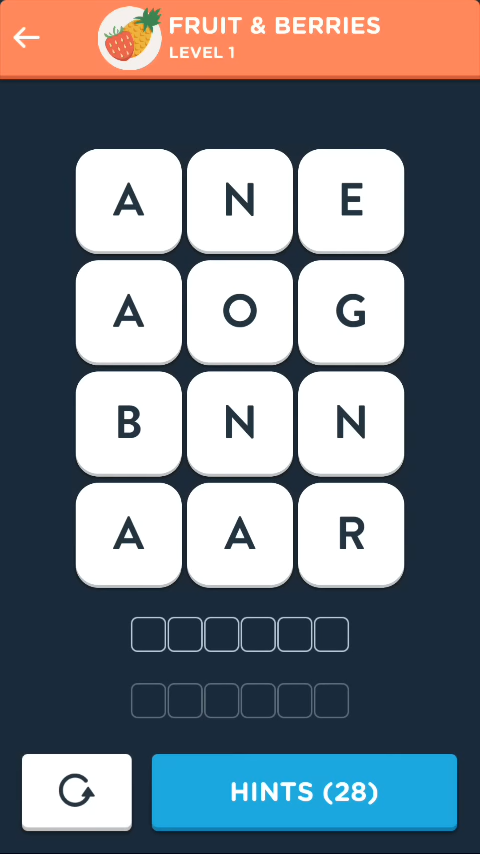 FRUIT & BERRIES
LEVEL 1
A N E
A O G
B N N
A A R
HINTS (28)